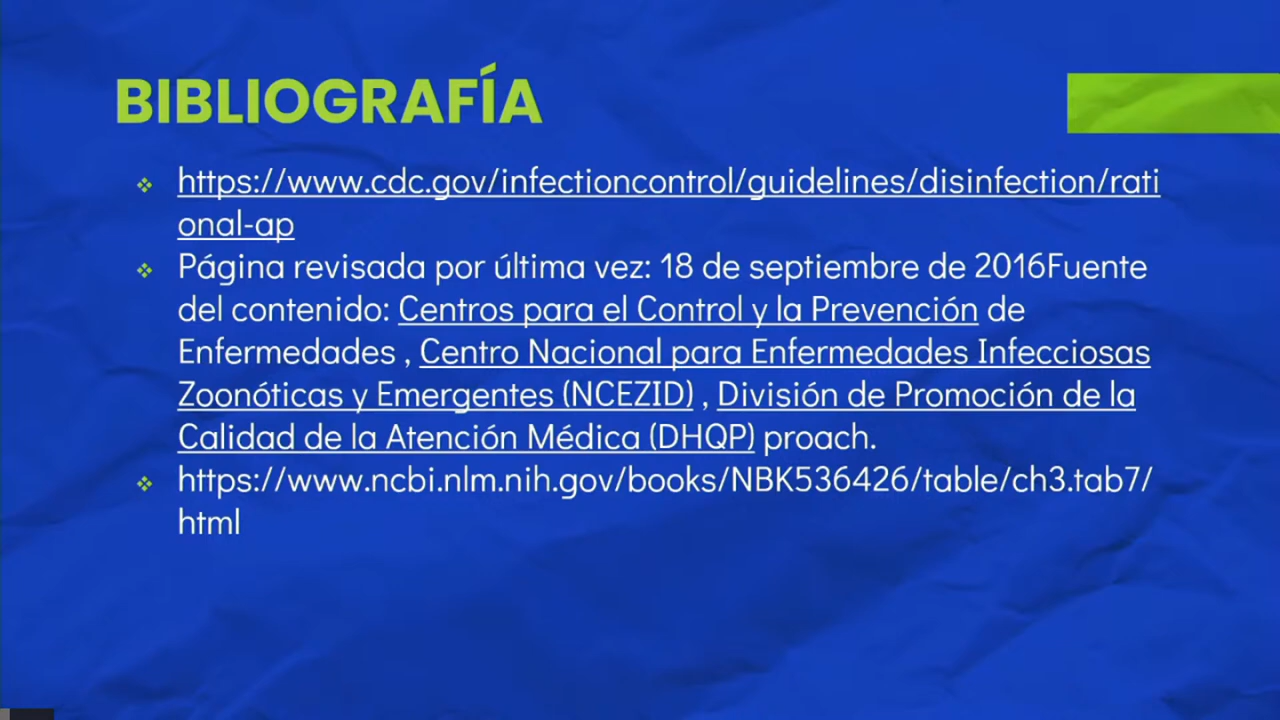 BIBLIOGRAFÍA
https://www.cdc.gov/infectioncontrol/guidelines/disinfection/rati
onal-ap
Página revisada por última vez: 18 de septiembre de 2016Fuente
del contenido: Centros para el Control y la Prevención de
Enfermedades , Centro Nacional para Enfermedades Infecciosas
Zoonóticas y Emergentes (NCEZID) , División de Promoción de la
Calidad de la Atención Médica (DHQP) proach.
https://www.ncbi.nlm.nih.gov/books/NBK536426/table/ch3.tab7/
html